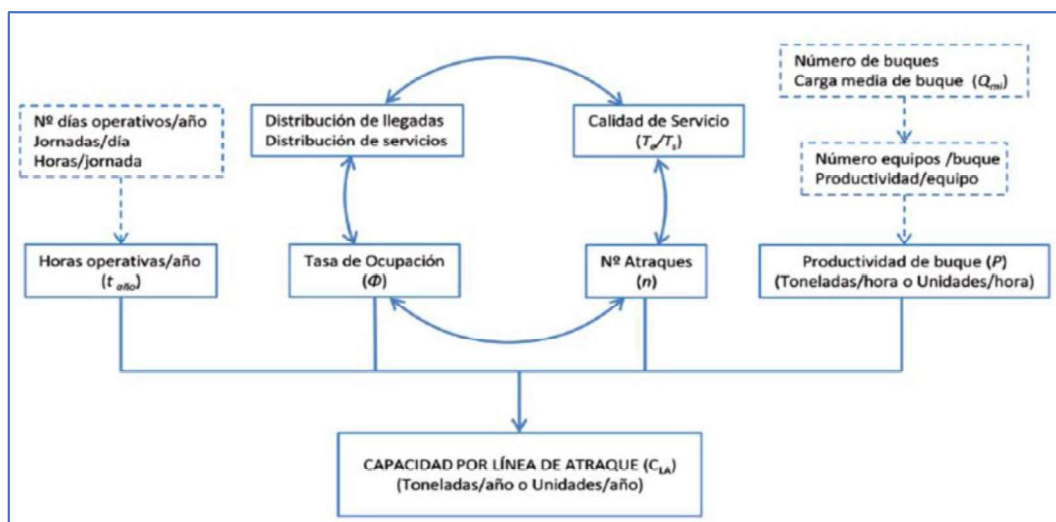 Número de buques
Carga media de buque (Qmi)
Nº días operativos/año
Jornadas/día
Horas/jornada
Distribución de llegadas
Distribución de servicios
Calidad de Servicio
(Te/Ts)
Número equipos /buque
Productividad/equipo
Horas operativas/año
(t año)
Tasa de Ocupación
(Φ)
Nº Atraques
(n)
Productividad de buque (P)
(Toneladas/hora o Unidades/hora)
CAPACIDAD POR LÍNEA DE ATRAQUE (CLA)
(Toneladas/año o Unidades/año)